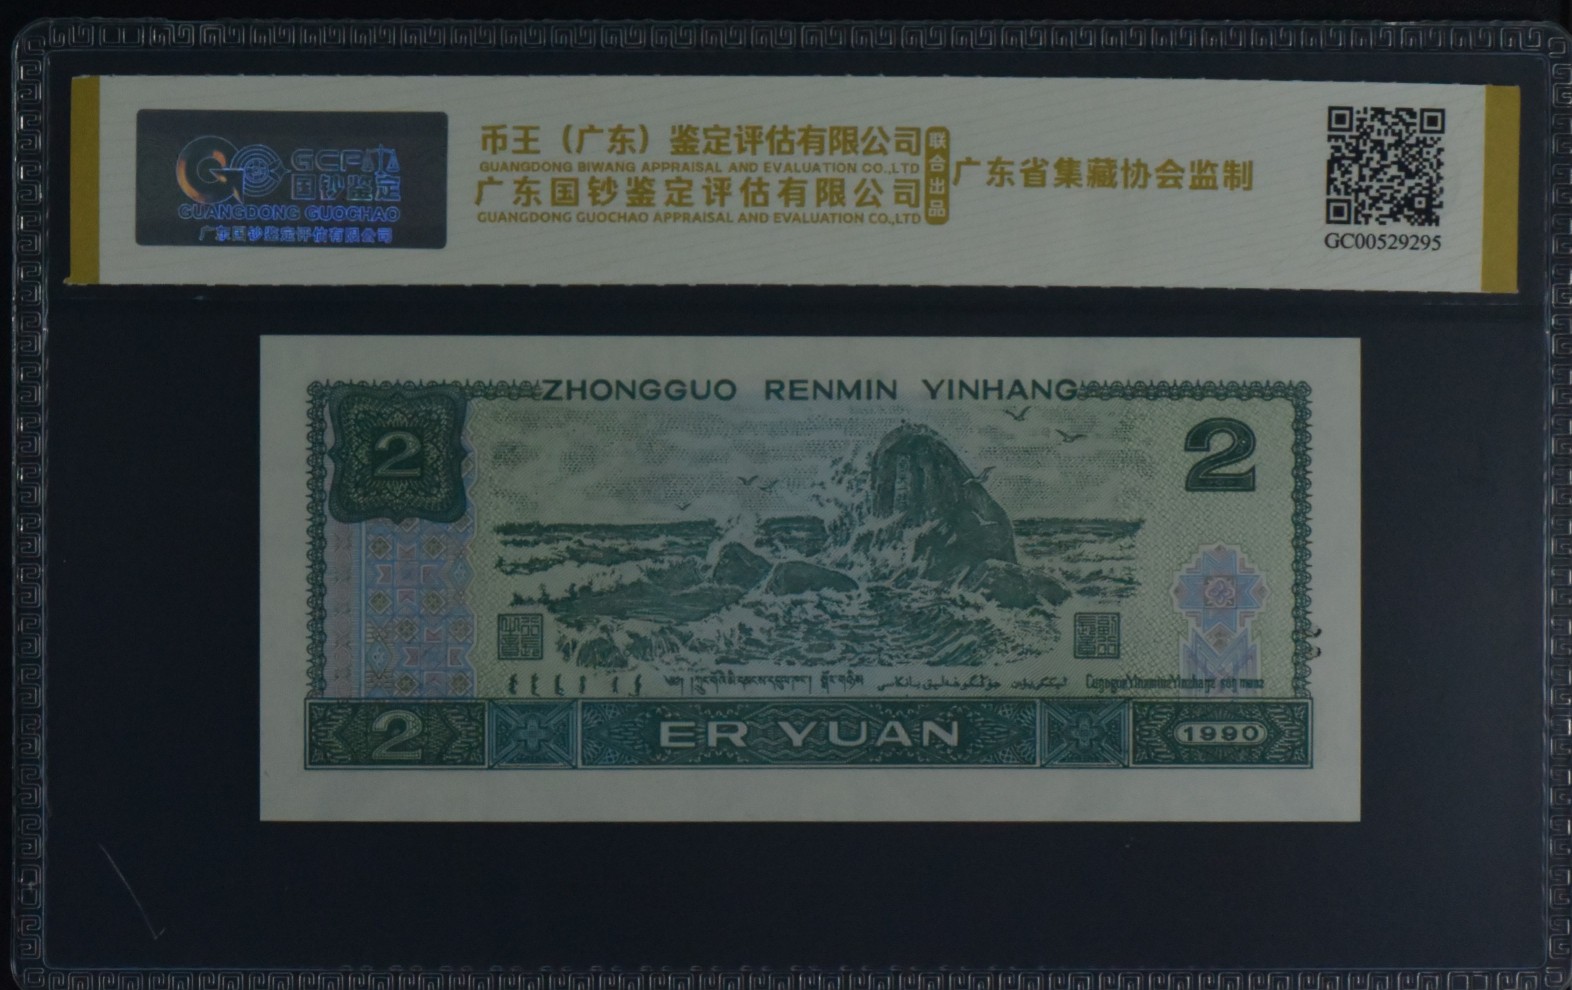 GCF
国钞鉴定
GUANGDONG GUOCHAO
广东国钞鉴定评估有限公司
币王（广东）鉴定评估有限公司
GUANGDONG BIWANG APPRAISAL AND EVALUATION CO.,LTD
广东国钞鉴定评估有限公司
GUANGDONG GUOCHAO APPRAISAL AND EVALUATION CO.,LTD
联合出品
广东省集藏协会监制
GC00529295
ZHONGGUO RENMIN YINHANG
2
2
2
ER YUAN
1990